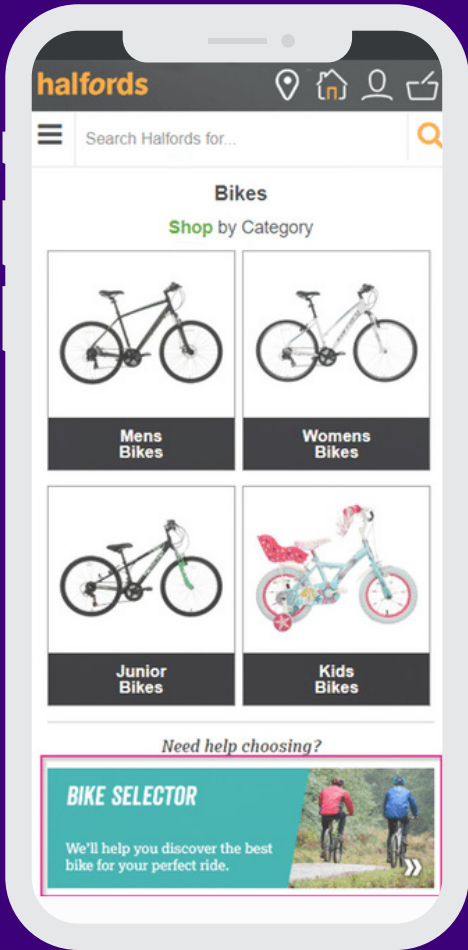 halfords
Search Halfords for...
Bikes
Shop by Category
Mens
Bikes
Womens
Bikes
Junior
Bikes
Kids
Bikes
Need help choosing?
BIKE SELECTOR
We'll help you discover the best
bike for your perfect ride.